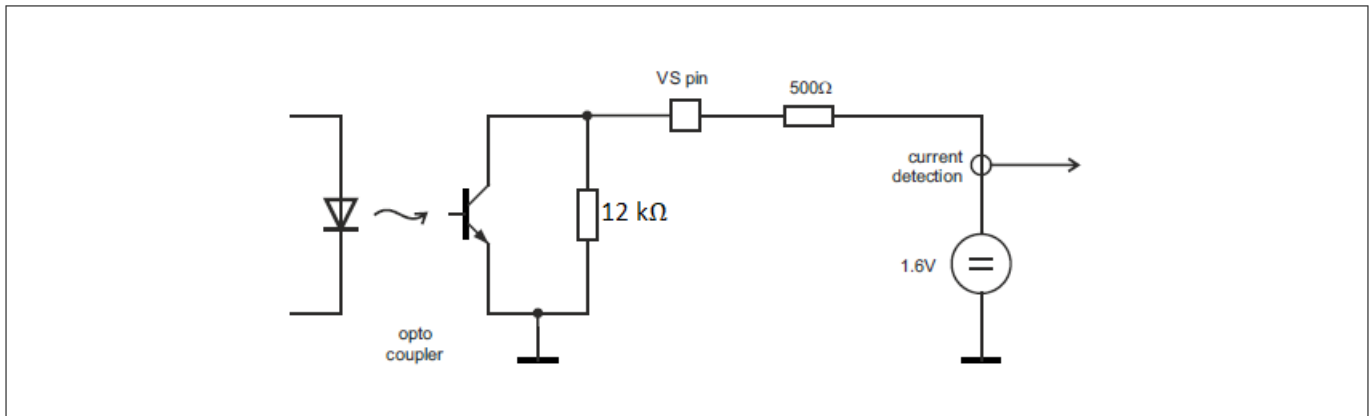 VS pin
500Ω
current
detection
12 kΩ
1.6V
opto
coupler